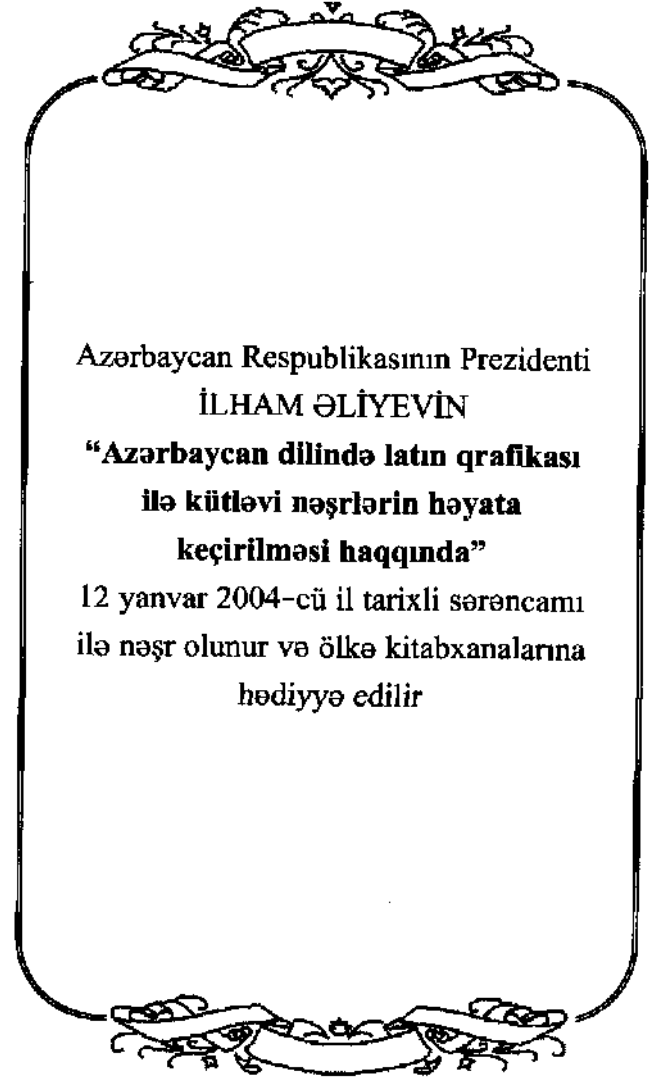 Azərbaycan Respublikasının Prezidenti
İLHAM ƏLİYEVİN
“Azərbaycan dilində latın qrafikası
ilə kütləvi nəşrlərin həyata
keçirilməsi haqqında”
12 yanvar 2004-cü il tarixli sərəncamı
ilə nəşr olunur və ölkə kitabxanalarına
hədiyyə edilir